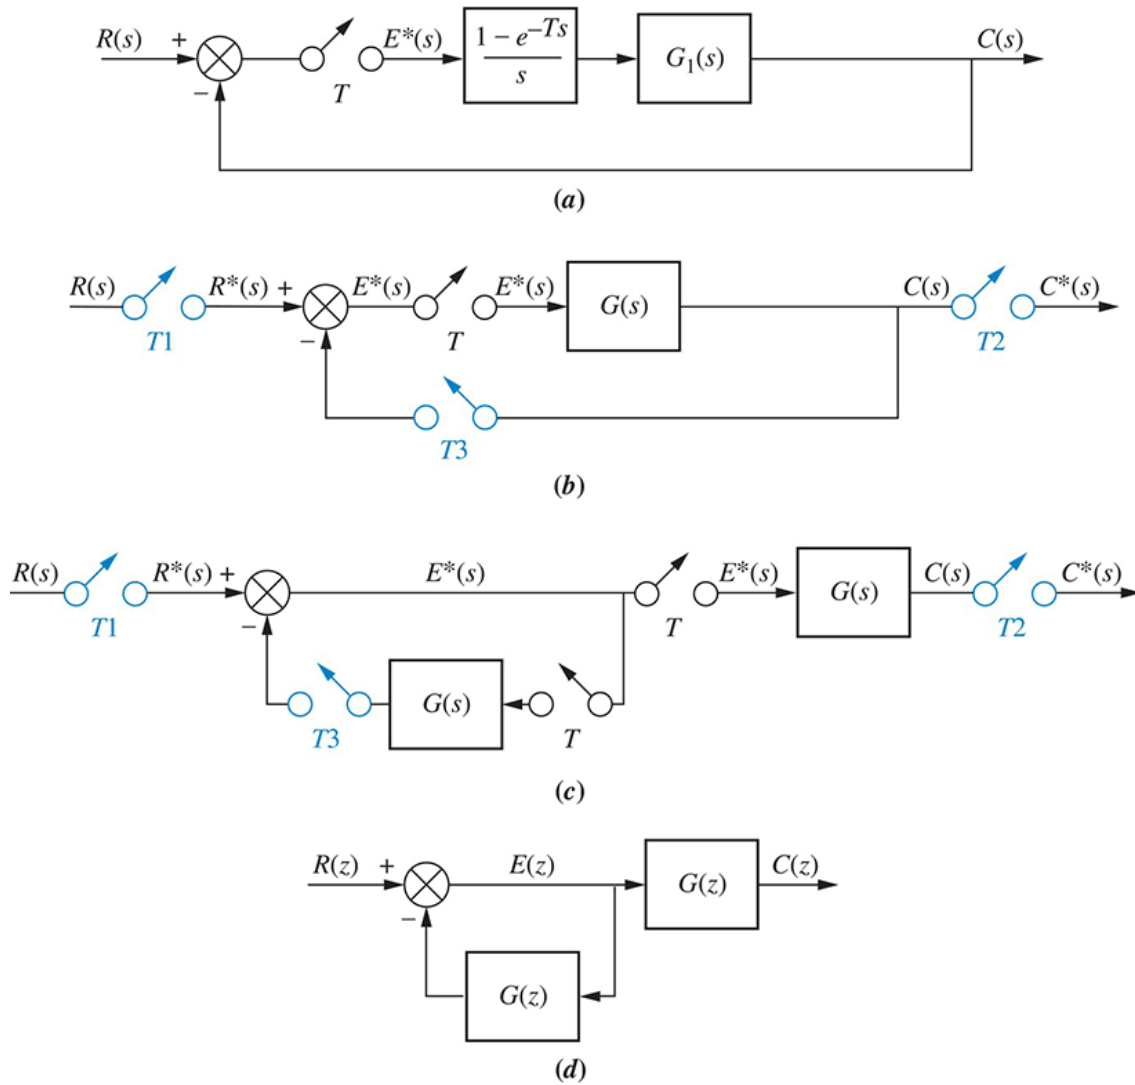 R(s) + E*(s) 1 − e^−Ts / s G₁(s) C(s)
− T
(a)
R(s) R*(s) + E*(s) E*(s) G(s) C(s) C*(s)
T1 − T T2
T3
(b)
R(s) R*(s) + E*(s) E*(s) G(s) C(s) C*(s)
T1 − T T2
G(s)
T3 T
(c)
R(z) + E(z) G(z) C(z)
−
G(z)
(d)